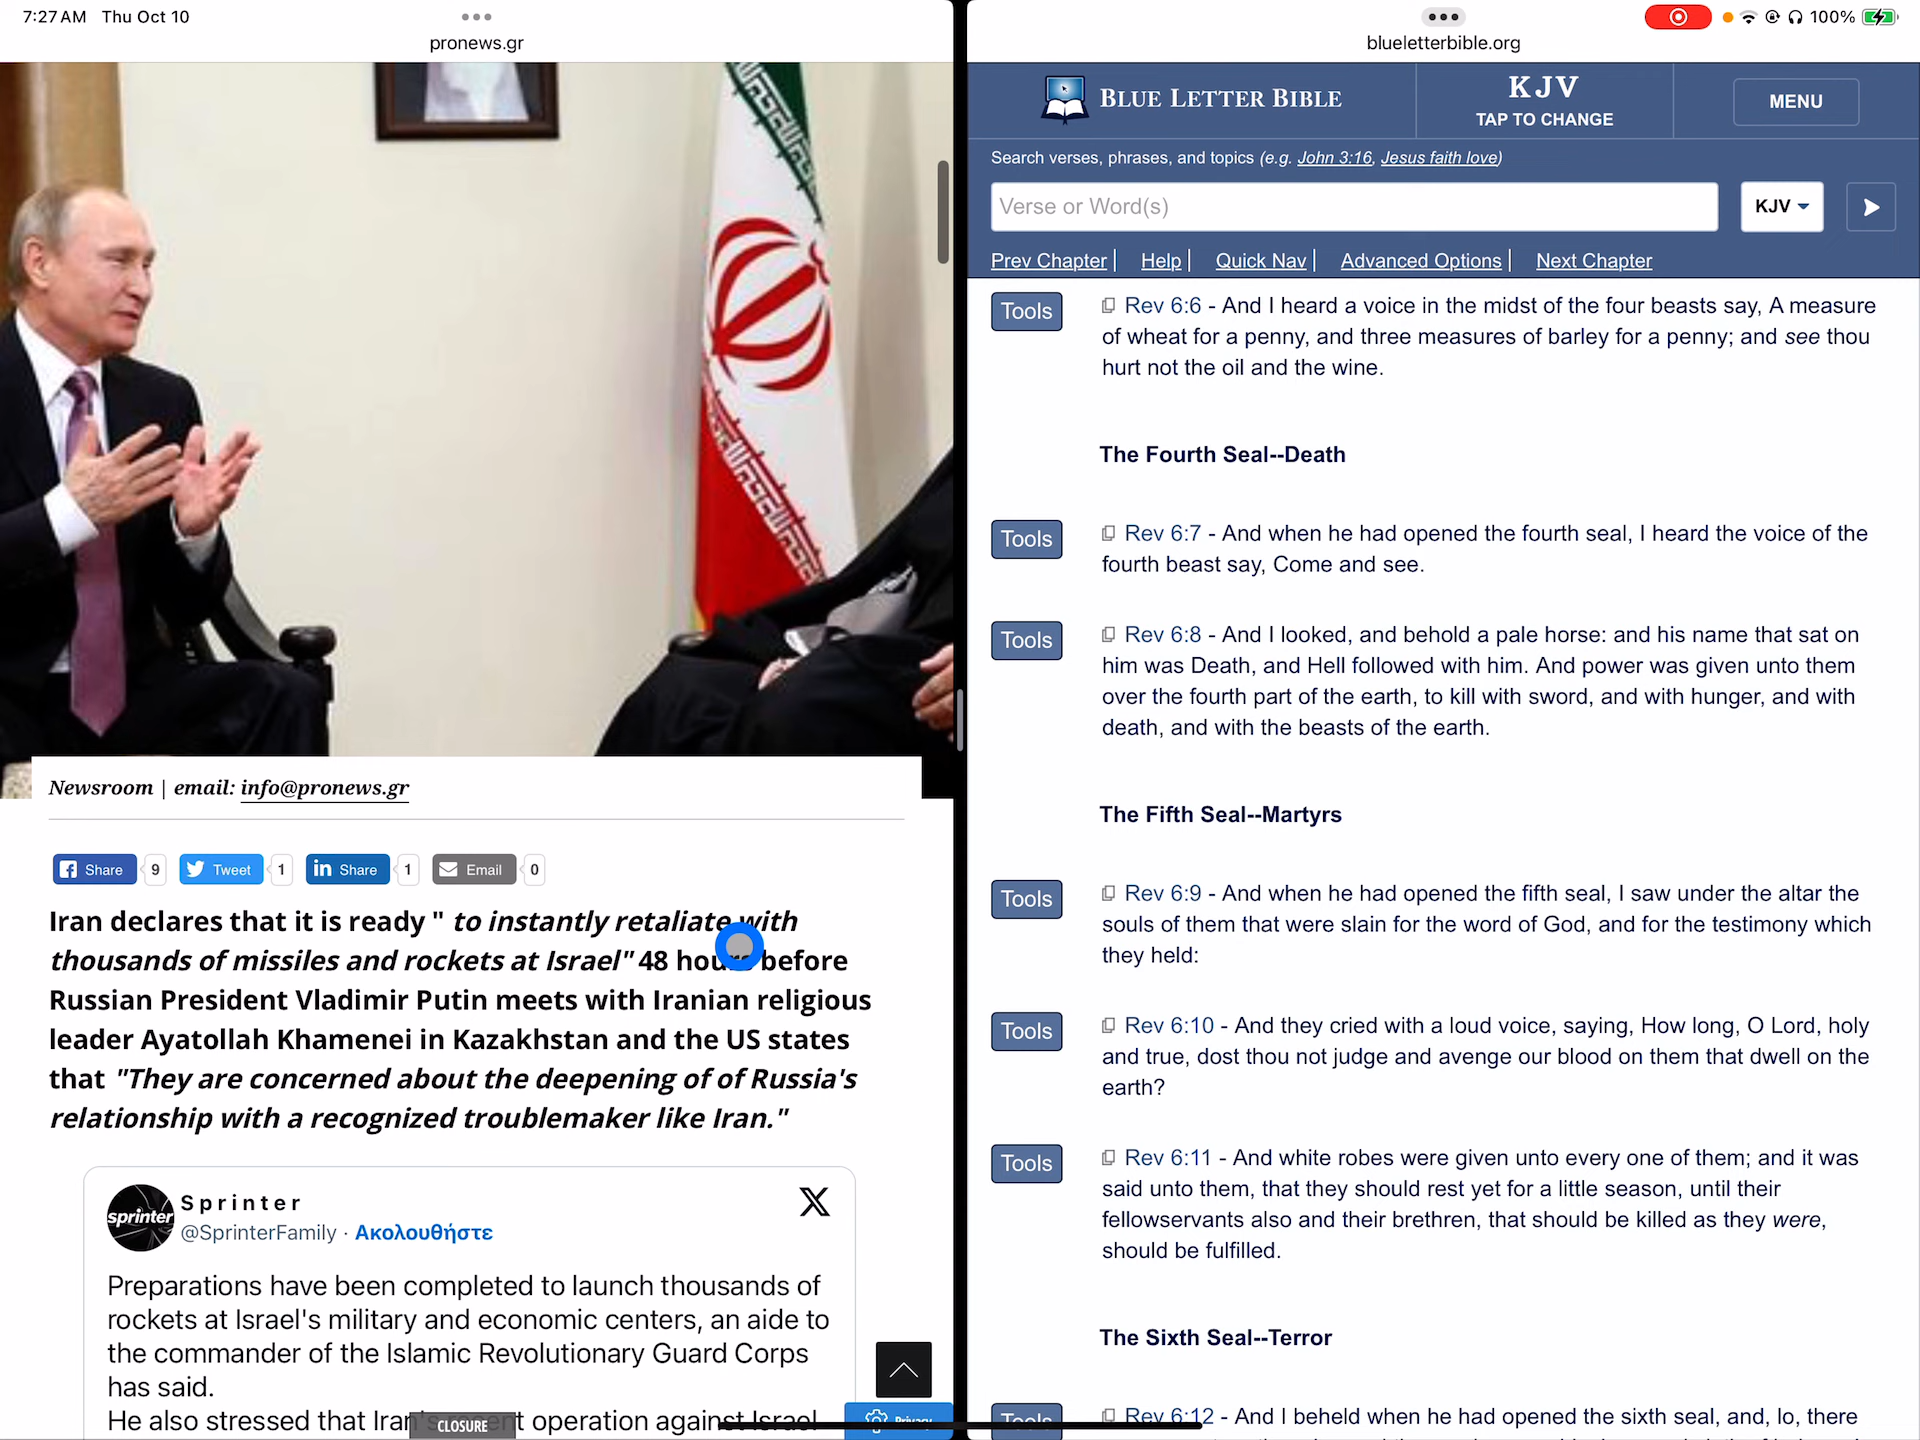 7:27 AM Thu Oct 10
pronews.gr
Newsroom | email: info@pronews.gr
Share 9 Tweet 1 Share 1 Email 0
Iran declares that it is ready " to instantly retaliate with
thousands of missiles and rockets at Israel" 48 hours before
Russian President Vladimir Putin meets with Iranian religious
leader Ayatollah Khamenei in Kazakhstan and the US states
that "They are concerned about the deepening of of Russia's
relationship with a recognized troublemaker like Iran."
sprinter
Sprinter
@SprinterFamily · Ακολουθήστε
Preparations have been completed to launch thousands of
rockets at Israel's military and economic centers, an aide to
the commander of the Islamic Revolutionary Guard Corps
has said.
He also stressed that Iran's recent operation against Israel
CLOSURE
Privacy
100%
blueletterbible.org
BLUE LETTER BIBLE
KJV
TAP TO CHANGE
MENU
Search verses, phrases, and topics (e.g. John 3:16, Jesus faith love)
Verse or Word(s)
KJV
Prev Chapter | Help | Quick Nav | Advanced Options | Next Chapter
Tools
Rev 6:6 - And I heard a voice in the midst of the four beasts say, A measure
of wheat for a penny, and three measures of barley for a penny; and see thou
hurt not the oil and the wine.
The Fourth Seal--Death
Tools
Rev 6:7 - And when he had opened the fourth seal, I heard the voice of the
fourth beast say, Come and see.
Tools
Rev 6:8 - And I looked, and behold a pale horse: and his name that sat on
him was Death, and Hell followed with him. And power was given unto them
over the fourth part of the earth, to kill with sword, and with hunger, and with
death, and with the beasts of the earth.
The Fifth Seal--Martyrs
Tools
Rev 6:9 - And when he had opened the fifth seal, I saw under the altar the
souls of them that were slain for the word of God, and for the testimony which
they held:
Tools
Rev 6:10 - And they cried with a loud voice, saying, How long, O Lord, holy
and true, dost thou not judge and avenge our blood on them that dwell on the
earth?
Tools
Rev 6:11 - And white robes were given unto every one of them; and it was
said unto them, that they should rest yet for a little season, until their
fellowservants also and their brethren, that should be killed as they were,
should be fulfilled.
The Sixth Seal--Terror
Tools
Rev 6:12 - And I beheld when he had opened the sixth seal, and, lo, there